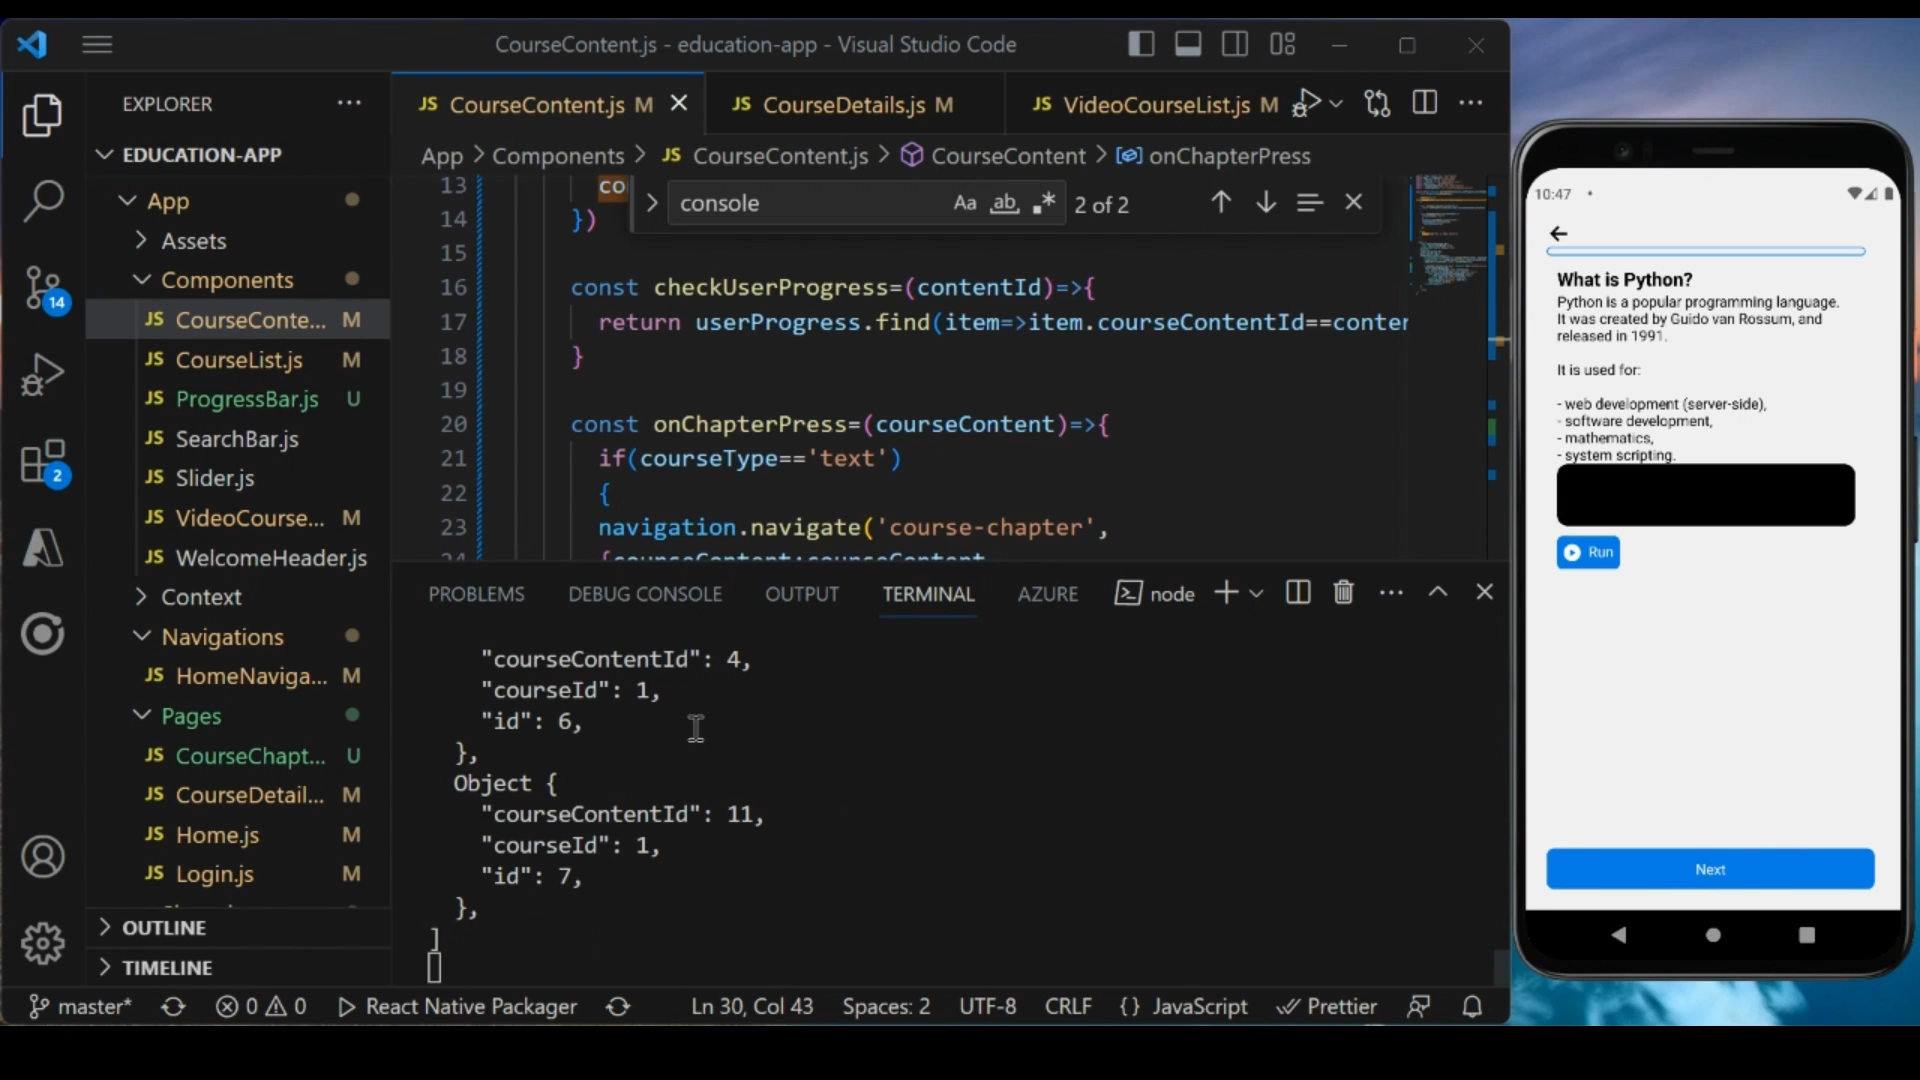 CourseContent.js - education-app - Visual Studio Code
EXPLORER
EDUCATION-APP
App
Assets
Components
JS CourseConte... M
JS CourseList.js M
JS ProgressBar.js U
JS SearchBar.js
JS Slider.js
JS VideoCourse... M
JS WelcomeHeader.js
Context
Navigations
JS HomeNaviga... M
Pages
JS CourseChapt... U
JS CourseDetail... M
JS Home.js M
JS Login.js M
OUTLINE
TIMELINE
14
2
JS CourseContent.js M
JS CourseDetails.js M
JS VideoCourseList.js M
App > Components > JS CourseContent.js > CourseContent > onChapterPress
console Aa ab 2 of 2
13 co
14 })
15
16 const checkUserProgress=(contentId)=>{
17 return userProgress.find(item=>item.courseContentId==conter
18 }
19
20 const onChapterPress=(courseContent)=>{
21 if(courseType=='text')
22 {
23 navigation.navigate('course-chapter',
24 {courseContent:courseContent
PROBLEMS DEBUG CONSOLE OUTPUT TERMINAL AZURE node
"courseContentId": 4,
"courseId": 1,
"id": 6,
},
Object {
"courseContentId": 11,
"courseId": 1,
"id": 7,
},
]
master* 0 0 React Native Packager Ln 30, Col 43 Spaces: 2 UTF-8 CRLF {} JavaScript Prettier
10:47
What is Python?
Python is a popular programming language.
It was created by Guido van Rossum, and
released in 1991.
It is used for:
- web development (server-side),
- software development,
- mathematics,
- system scripting.
Run
Next